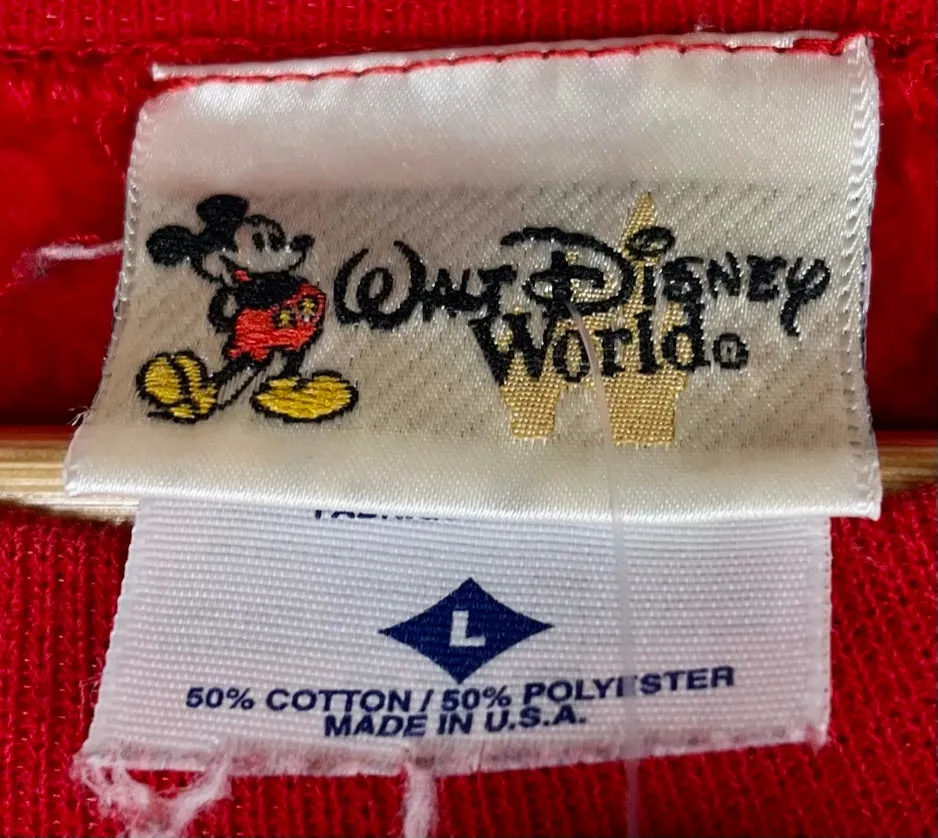 WALT DISNEY
World®
L
50% COTTON / 50% POLYESTER
MADE IN U.S.A.